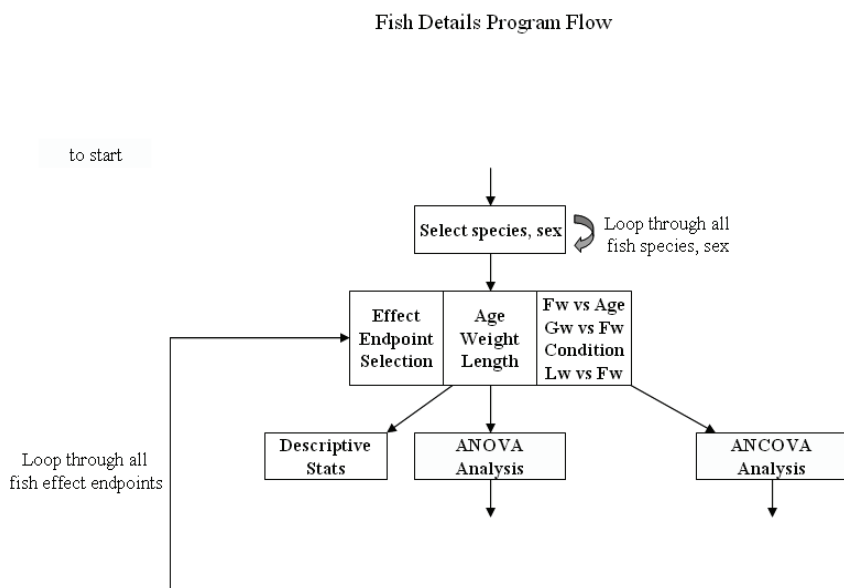 Fish Details Program Flow
to start
Select species, sex
Loop through all
fish species, sex
Effect
Endpoint
Selection
Age
Weight
Length
Fw vs Age
Gw vs Fw
Condition
Lw vs Fw
Loop through all
fish effect endpoints
Descriptive
Stats
ANOVA
Analysis
ANCOVA
Analysis